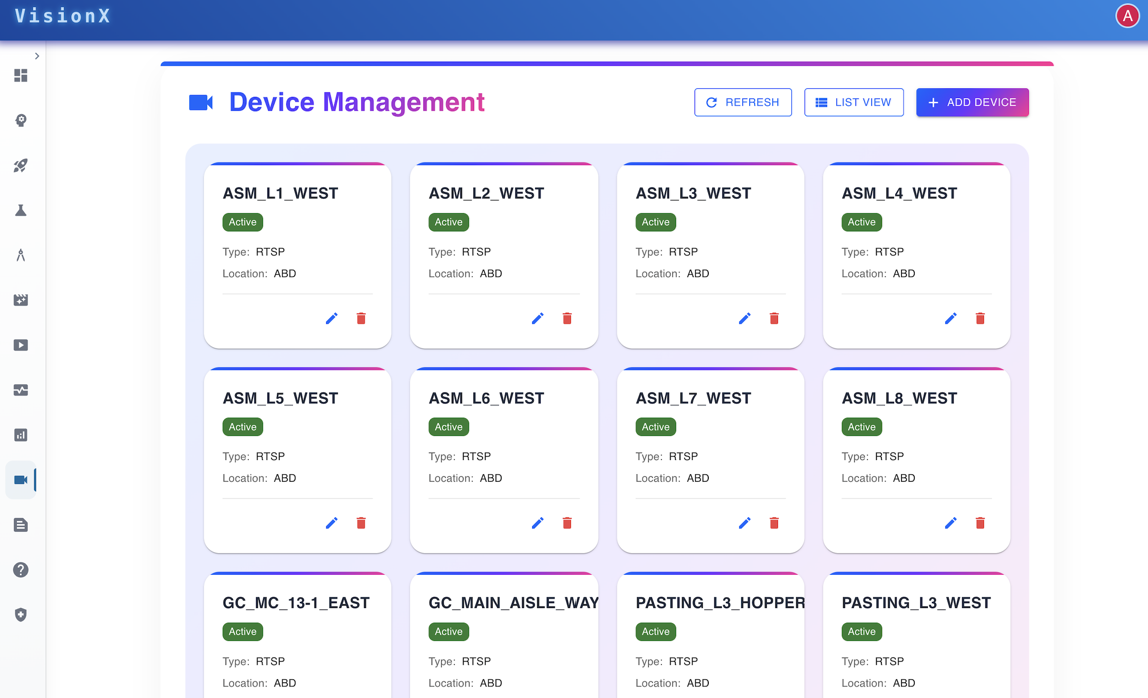 VisionX
A
Device Management
REFRESH
LIST VIEW
+ ADD DEVICE
ASM_L1_WEST
Active
Type: RTSP
Location: ABD
ASM_L2_WEST
Active
Type: RTSP
Location: ABD
ASM_L3_WEST
Active
Type: RTSP
Location: ABD
ASM_L4_WEST
Active
Type: RTSP
Location: ABD
ASM_L5_WEST
Active
Type: RTSP
Location: ABD
ASM_L6_WEST
Active
Type: RTSP
Location: ABD
ASM_L7_WEST
Active
Type: RTSP
Location: ABD
ASM_L8_WEST
Active
Type: RTSP
Location: ABD
GC_MC_13-1_EAST
Active
Type: RTSP
Location: ABD
GC_MAIN_AISLE_WAY
Active
Type: RTSP
Location: ABD
PASTING_L3_HOPPER
Active
Type: RTSP
Location: ABD
PASTING_L3_WEST
Active
Type: RTSP
Location: ABD